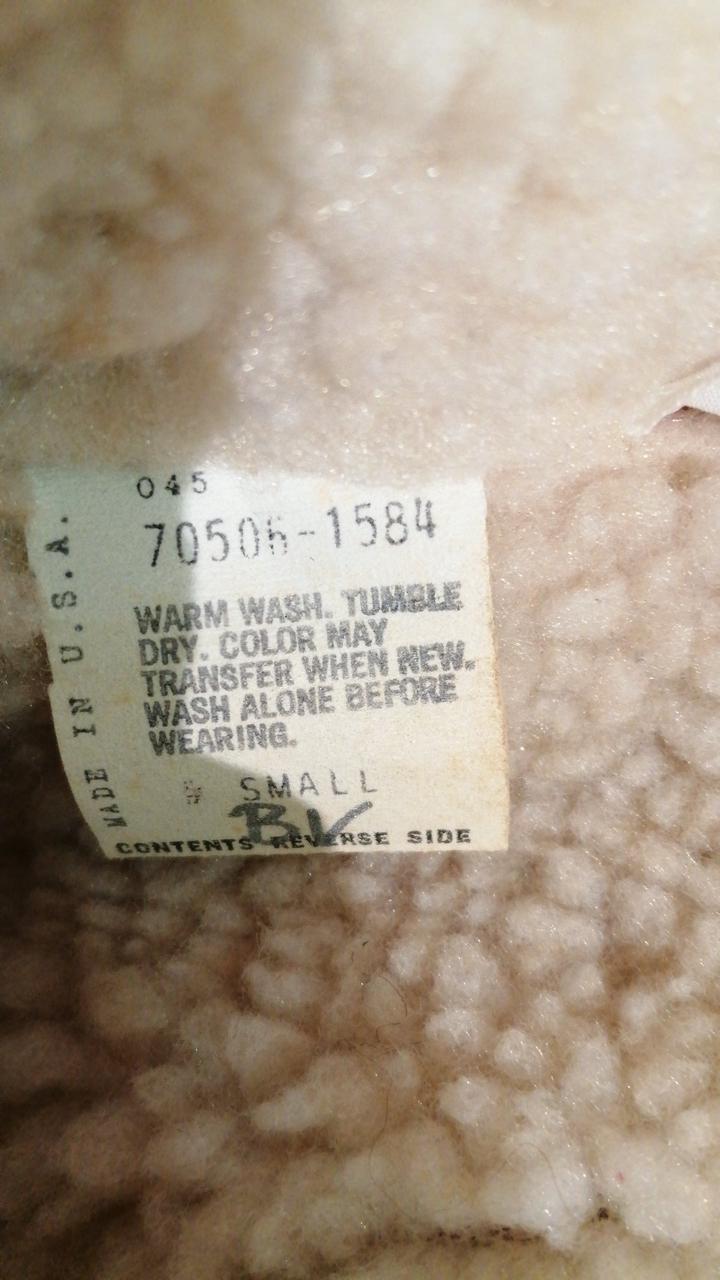 045
70506-1584
WARM WASH. TUMBLE
DRY. COLOR MAY
TRANSFER WHEN NEW.
WASH ALONE BEFORE
WEARING.
SMALL
BV
CONTENTS REVERSE SIDE
MADE IN U.S.A.